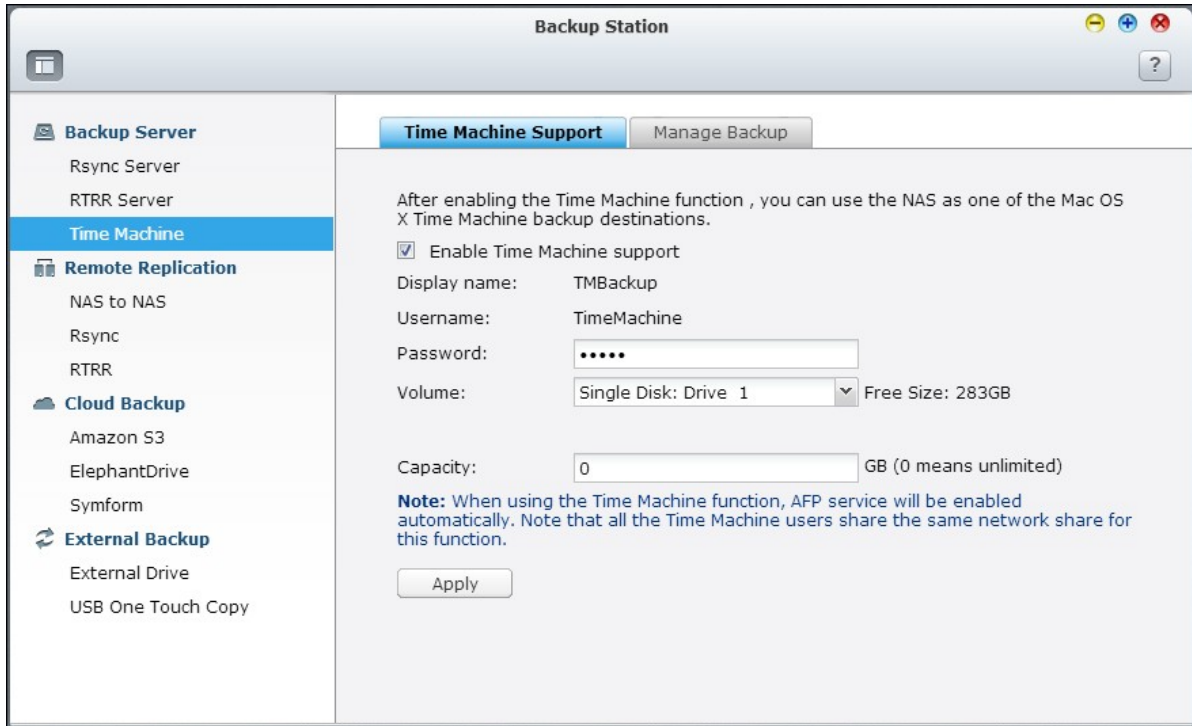 Backup Station
?
Backup Server
Rsync Server
RTRR Server
Time Machine
Remote Replication
NAS to NAS
Rsync
RTRR
Cloud Backup
Amazon S3
ElephantDrive
Symform
External Backup
External Drive
USB One Touch Copy
Time Machine Support
Manage Backup
After enabling the Time Machine function , you can use the NAS as one of the Mac OS
X Time Machine backup destinations.
Enable Time Machine support
Display name: TMBackup
Username: TimeMachine
Password: •••••
Volume: Single Disk: Drive 1 Free Size: 283GB
Capacity: 0 GB (0 means unlimited)
Note: When using the Time Machine function, AFP service will be enabled
automatically. Note that all the Time Machine users share the same network share for
this function.
Apply